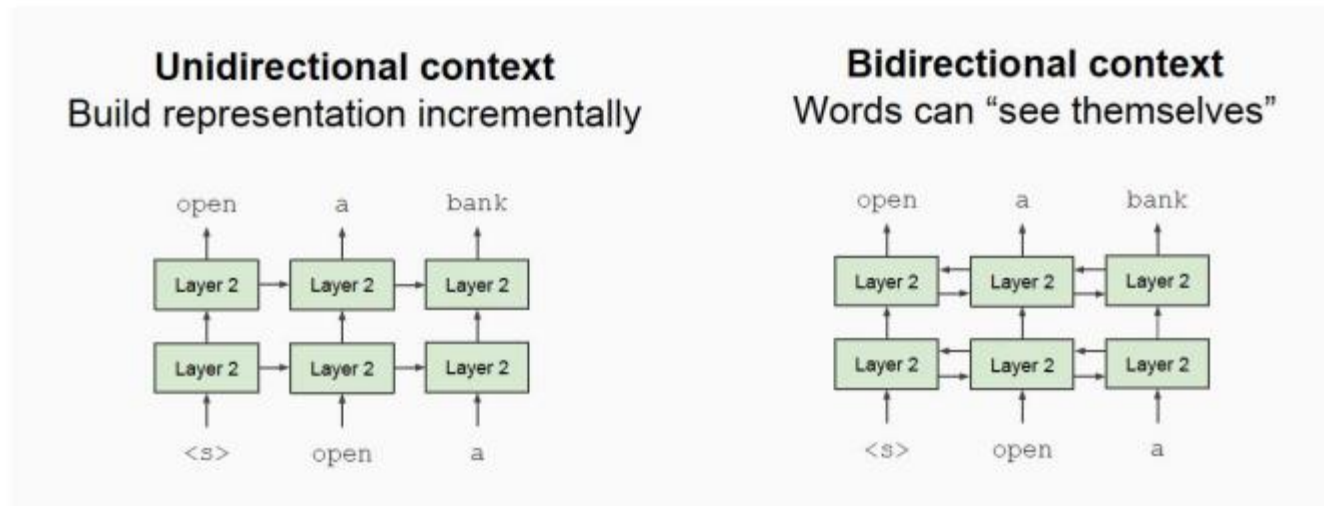 Unidirectional context
Build representation incrementally
open a bank
Layer 2 Layer 2 Layer 2
Layer 2 Layer 2 Layer 2
<s> open a
Bidirectional context
Words can “see themselves”
open a bank
Layer 2 Layer 2 Layer 2
Layer 2 Layer 2 Layer 2
<s> open a